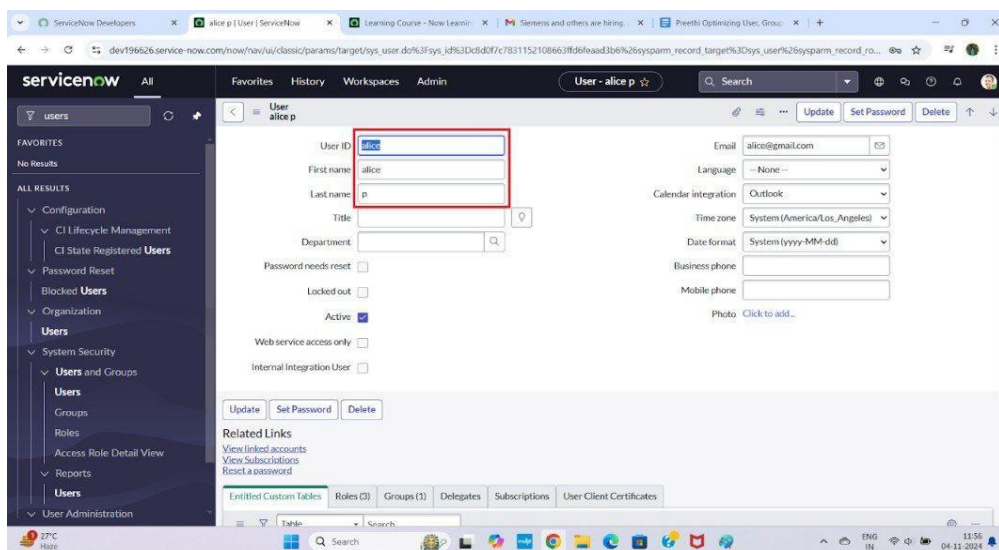 ServiceNow Developers
alice p | User | ServiceNow
Learning Course - Now Learnin
Siemens and others are hiring.
Preethi Optimizing User, Group
dev196626.service-now.com/now/nav/ui/classic/params/target/sys_user.do%3Fsys_id%3Dc8d0f7c7831152108663ffd6feaad3b6%26sysparm_record_target%3Dsys_user%26sysparm_record_ro...
servicenow All Favorites History Workspaces Admin User - alice p Search
users
User
alice p
Update Set Password Delete
FAVORITES
No Results
ALL RESULTS
Configuration
CI Lifecycle Management
CI State Registered Users
Password Reset
Blocked Users
Organization
Users
System Security
Users and Groups
Users
Groups
Roles
Access Role Detail View
Reports
Users
User Administration
User ID alice
First name alice
Last name p
Title
Department
Password needs reset
Locked out
Active
Web service access only
Internal Integration User
Email alice@gmail.com
Language -- None --
Calendar integration Outlook
Time zone System (America/Los_Angeles)
Date format System (yyyy-MM-dd)
Business phone
Mobile phone
Photo Click to add...
Update Set Password Delete
Related Links
View linked accounts
View Subscriptions
Reset a password
Entitled Custom Tables Roles (3) Groups (1) Delegates Subscriptions User Client Certificates
Table Search
27°C
Haze
Search
ENG
IN
11:56
04-11-2024